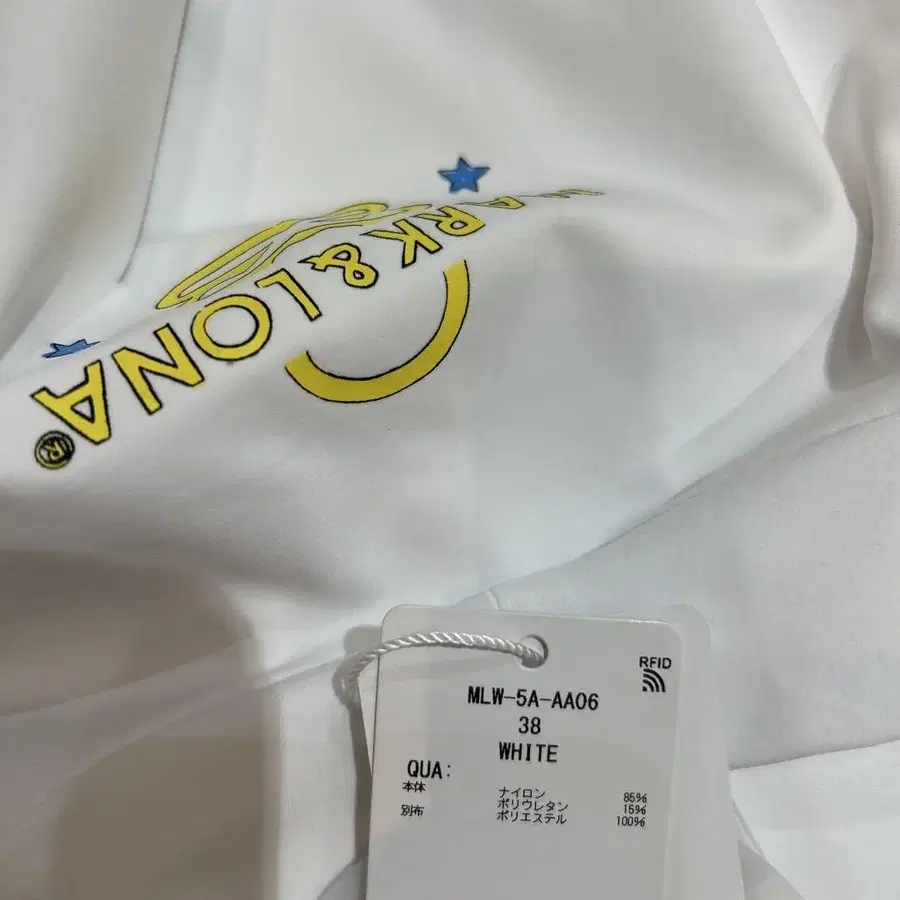 MARK&LONA
®
RFID
MLW-5A-AA06
38
WHITE
QUA:
本体 ナイロン 85%
ポリウレタン 15%
別布 ポリエステル 100%